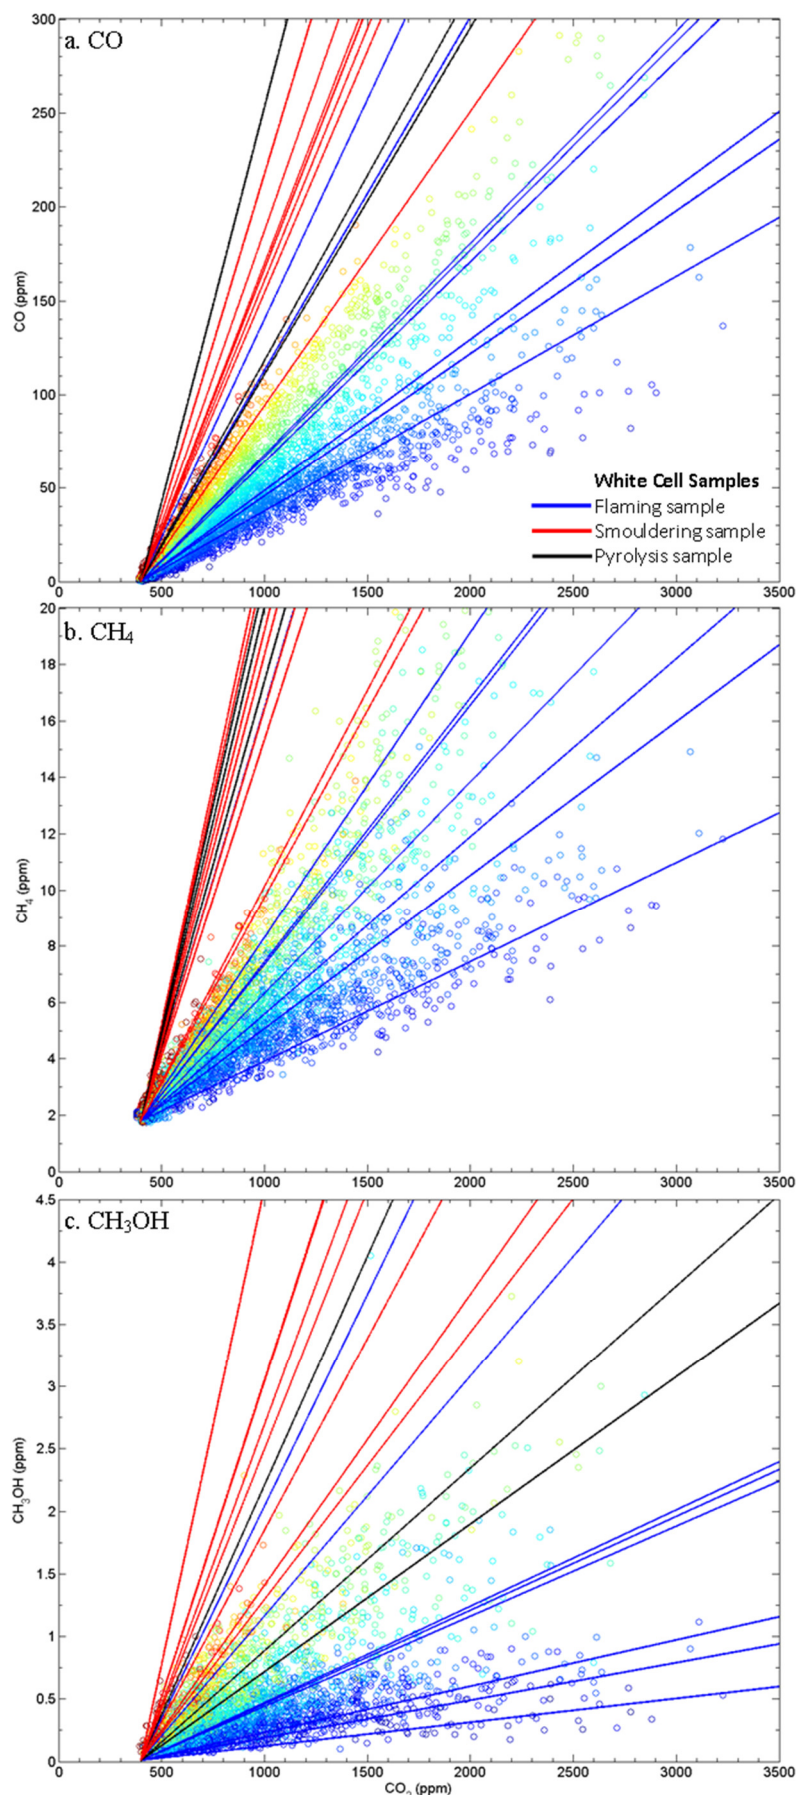 a. CO
300
250
200
150
100
50
0
CO (ppm)
White Cell Samples
Flaming sample
Smouldering sample
Pyrolysis sample
0 500 1000 1500 2000 2500 3000 3500
b. CH4
20
18
16
14
12
10
8
6
4
2
0
CH4 (ppm)
0 500 1000 1500 2000 2500 3000 3500
c. CH3OH
4.5
4
3.5
3
2.5
2
1.5
1
0.5
0
CH3OH (ppm)
0 500 1000 1500 2000 2500 3000 3500
CO2 (ppm)